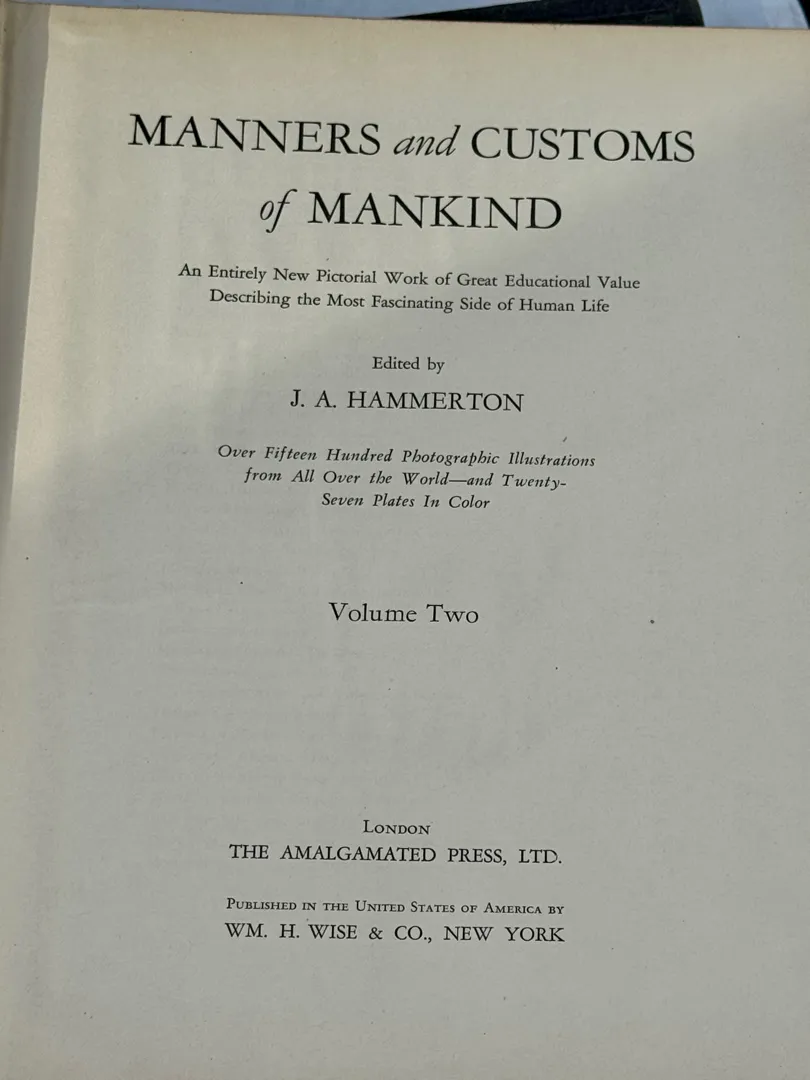 MANNERS and CUSTOMS
of MANKIND
An Entirely New Pictorial Work of Great Educational Value
Describing the Most Fascinating Side of Human Life
Edited by
J. A. HAMMERTON
Over Fifteen Hundred Photographic Illustrations
from All Over the World—and Twenty-
Seven Plates In Color
Volume Two
LONDON
THE AMALGAMATED PRESS, LTD.
PUBLISHED IN THE UNITED STATES OF AMERICA BY
WM. H. WISE & CO., NEW YORK